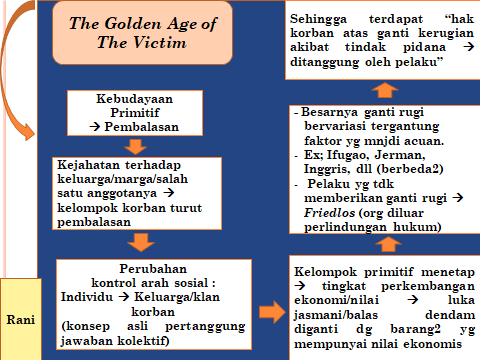 The Golden Age of
The Victim
Kebudayaan
Primitif
→ Pembalasan
Kejahatan terhadap
keluarga/marga/salah
satu anggotanya →
kelompok korban turut
pembalasan
Perubahan
kontrol arah sosial :
Individu → Keluarga/klan
korban
(konsep asli pertanggung
jawaban kolektif)
Kelompok primitif menetap
→ tingkat perkembangan
ekonomi/nilai → luka
jasmani/balas dendam
diganti dg barang2 yg
mempunyai nilai ekonomis
- Besarnya ganti rugi
bervariasi tergantung
faktor yg mnjdi acuan.
- Ex; Ifugao, Jerman,
Inggris, dll (berbeda2)
- Pelaku yg tdk
memberikan ganti rugi →
Friedlos (org diluar
perlindungan hukum)
Sehingga terdapat “hak
korban atas ganti kerugian
akibat tindak pidana →
ditanggung oleh pelaku”
Rani